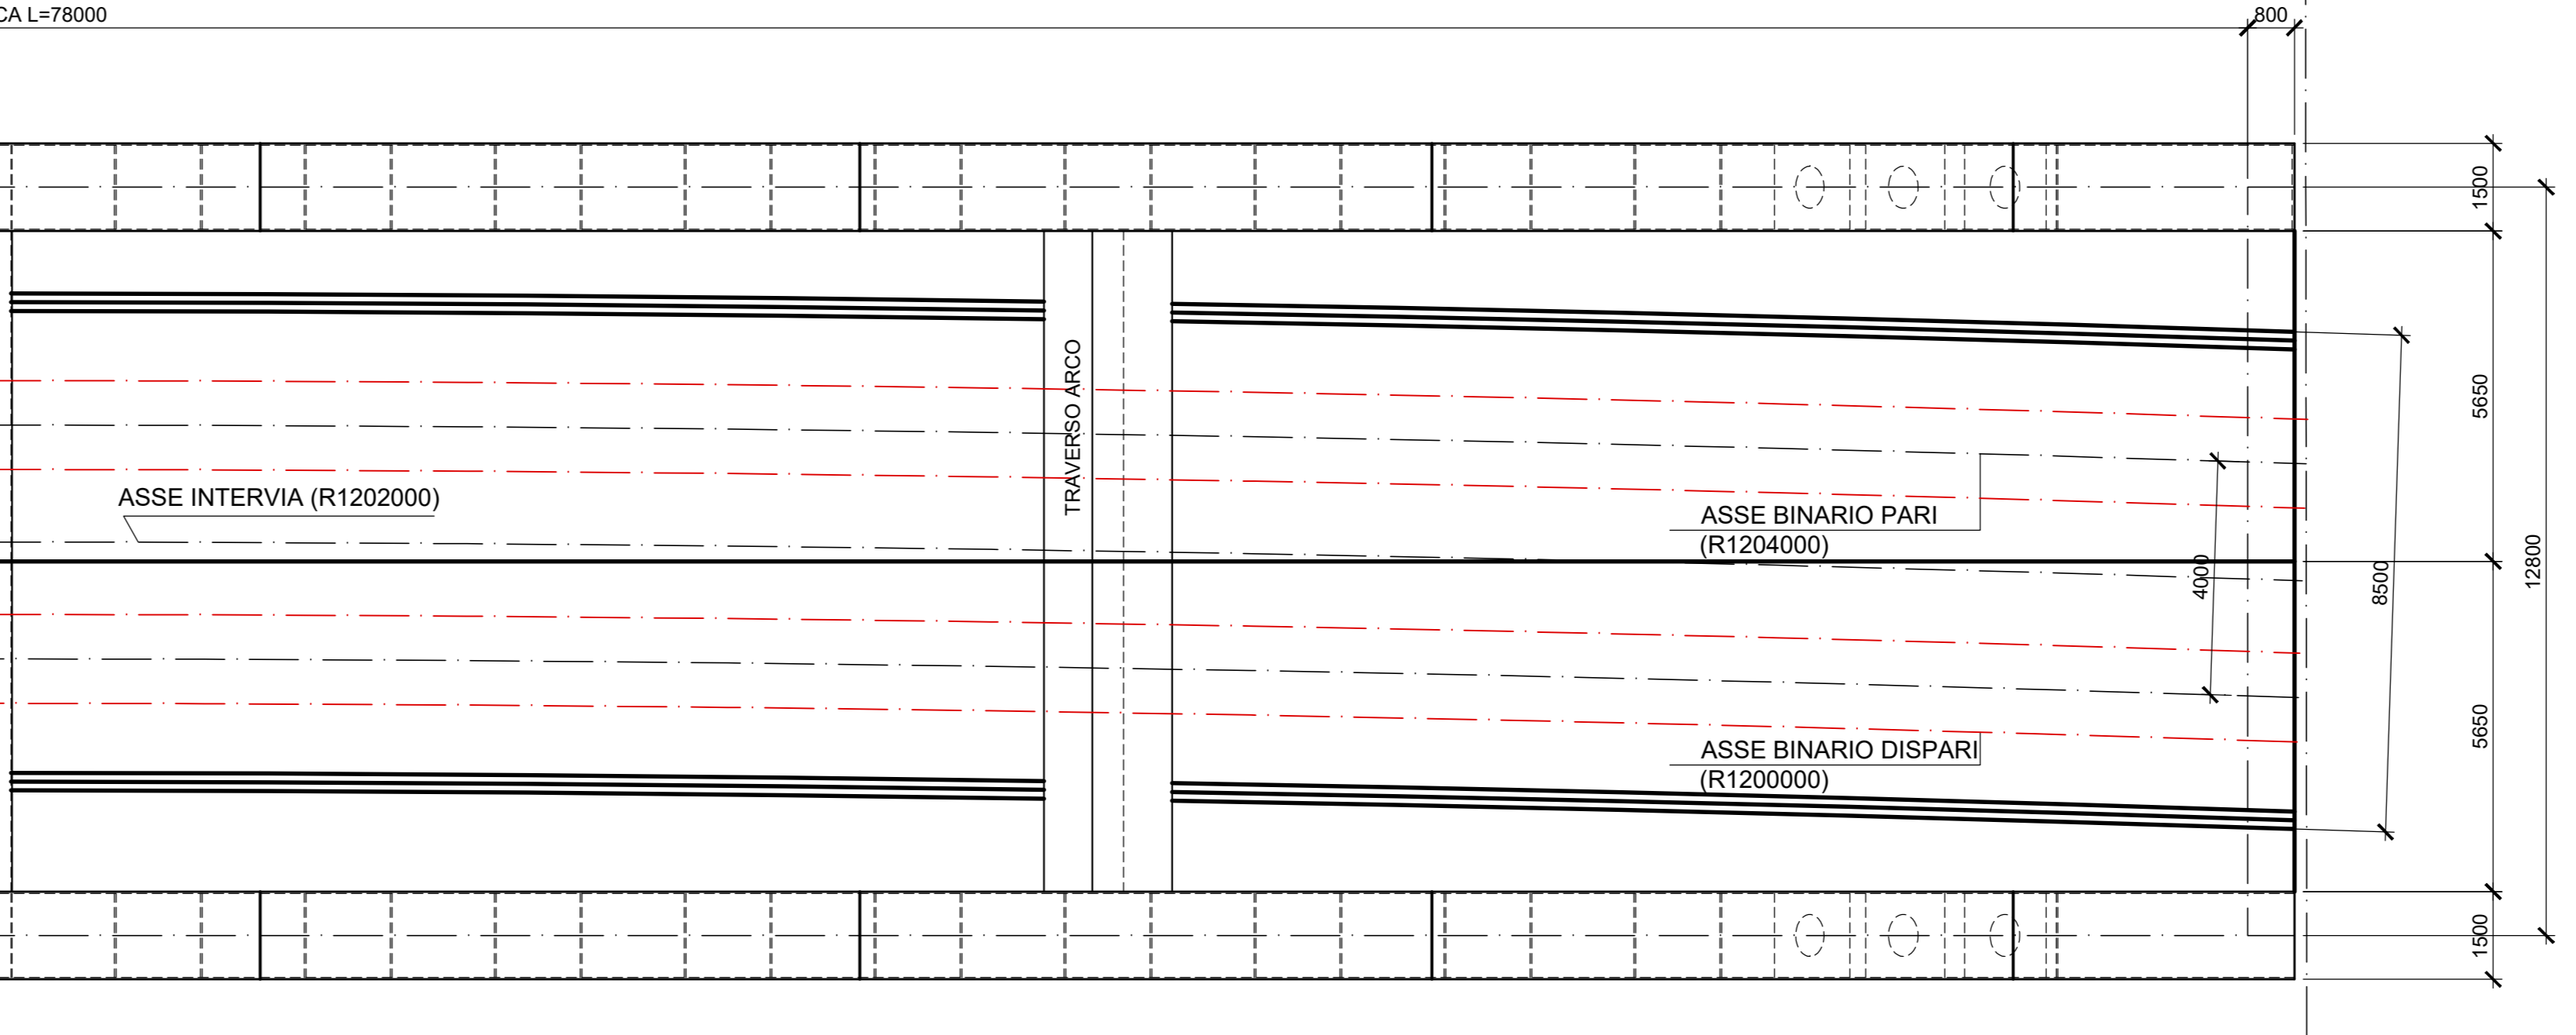 CA L=78000
800
1500
5650
TRAVERSO ARCO
ASSE INTERVIA (R1202000)
ASSE BINARIO PARI
(R1204000)
4000
8500
12800
5650
ASSE BINARIO DISPARI
(R1200000)
1500